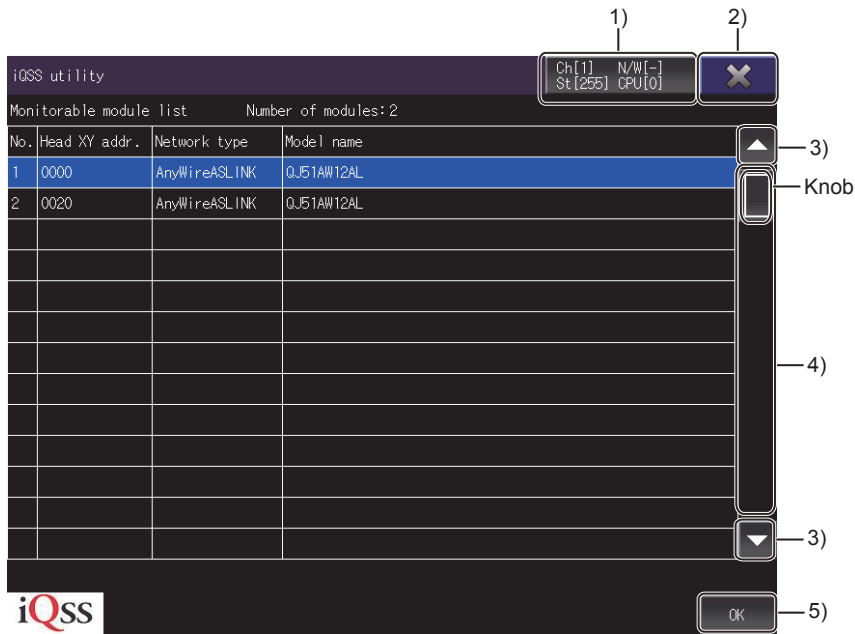 1)
2)
iQSS utility
Ch[1] N/W[-]
St[255] CPU[0]
Monitorable module list Number of modules:2
No. Head XY addr. Network type Model name
3)
1 0000 AnyWireASLINK QJ51AW12AL
Knob
2 0020 AnyWireASLINK QJ51AW12AL
4)
3)
iQSS
OK
5)